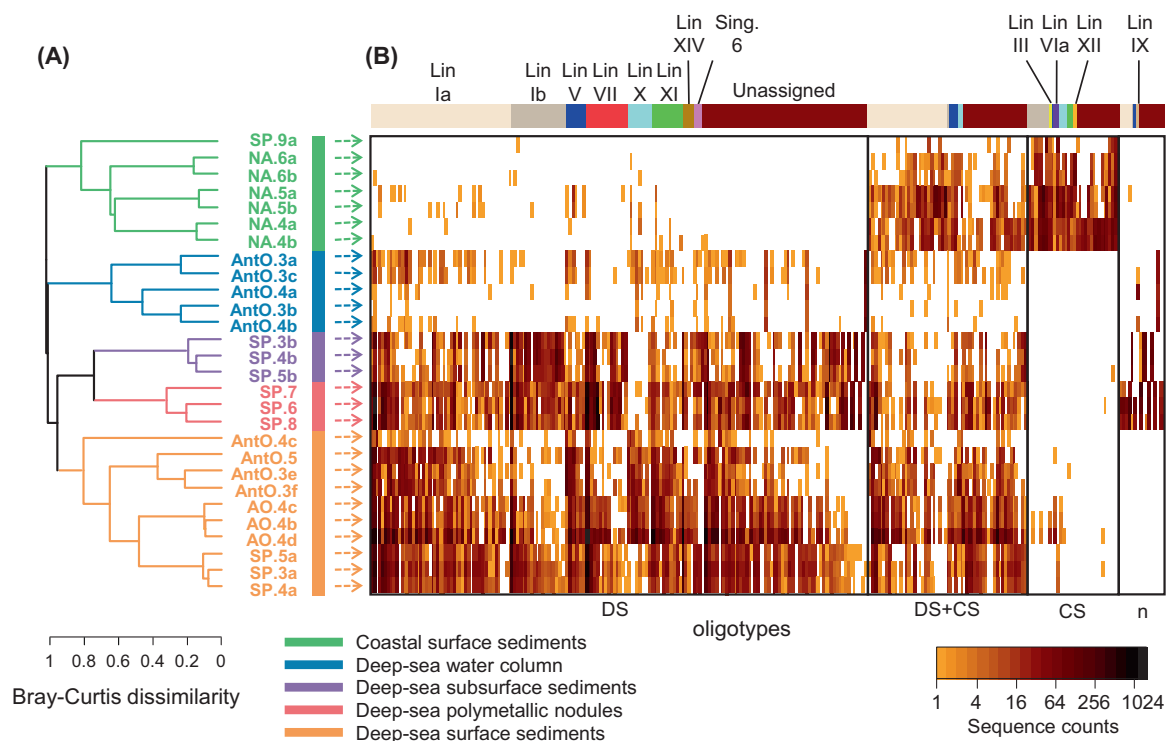 (A)
(B)
Lin Ia
Lin Ib
Lin V
Lin VII
Lin X
Lin XI
Lin XIV
Sing. 6
Unassigned
Lin III
Lin VIa
Lin XII
Lin IX
SP.9a
NA.6a
NA.6b
NA.5a
NA.5b
NA.4a
NA.4b
AntO.3a
AntO.3c
AntO.4a
AntO.3b
AntO.4b
SP.3b
SP.4b
SP.5b
SP.7
SP.6
SP.8
AntO.4c
AntO.5
AntO.3e
AntO.3f
AO.4c
AO.4b
AO.4d
SP.5a
SP.3a
SP.4a
DS
DS+CS
CS
n
oligotypes
1 0.8 0.6 0.4 0.2 0
Bray-Curtis dissimilarity
Coastal surface sediments
Deep-sea water column
Deep-sea subsurface sediments
Deep-sea polymetallic nodules
Deep-sea surface sediments
1 4 16 64 256 1024
Sequence counts